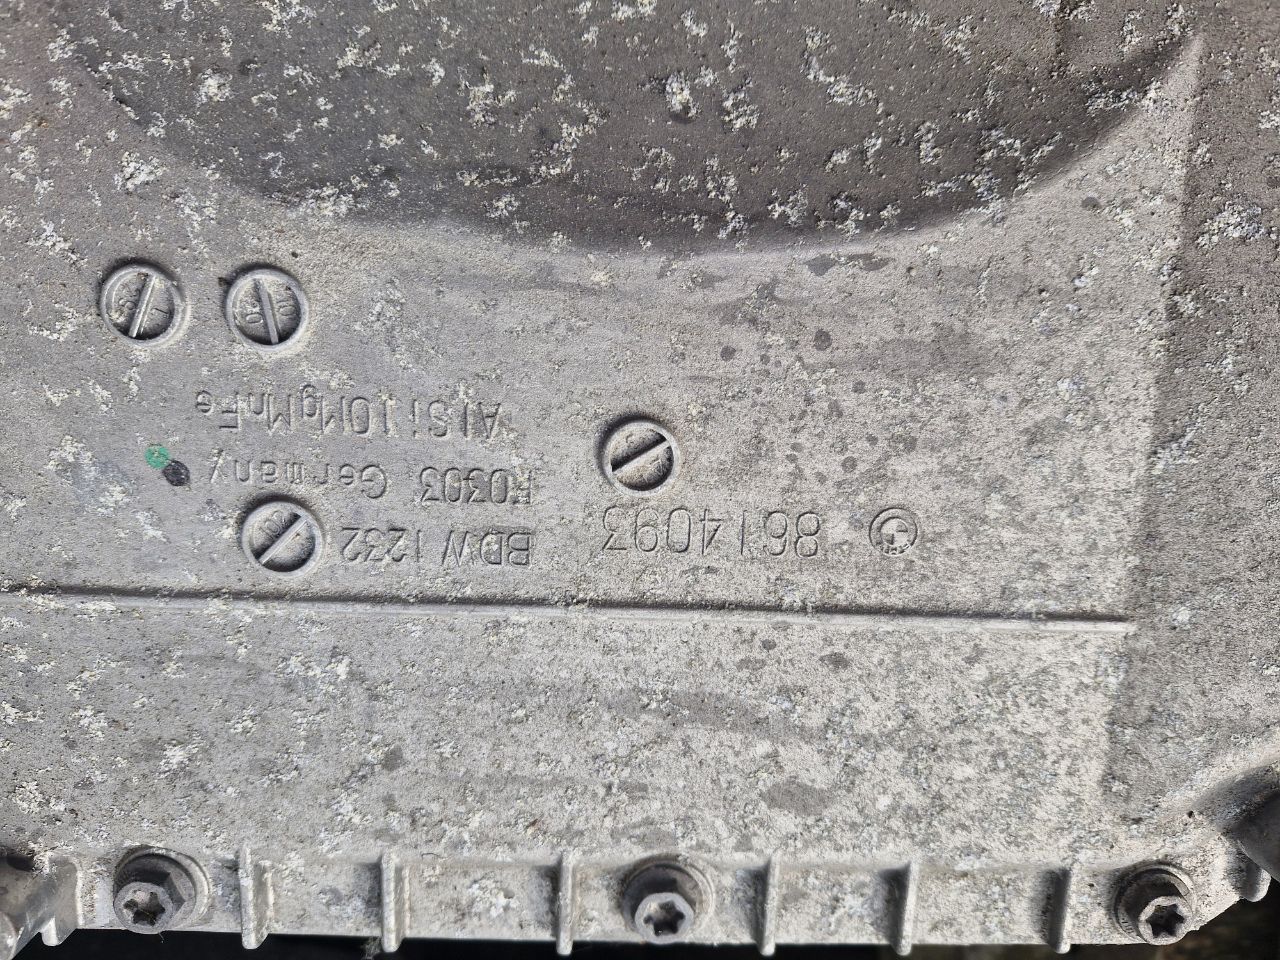 8614093 BDW 1232
R0303 Germany
AlSi10MgMnFe